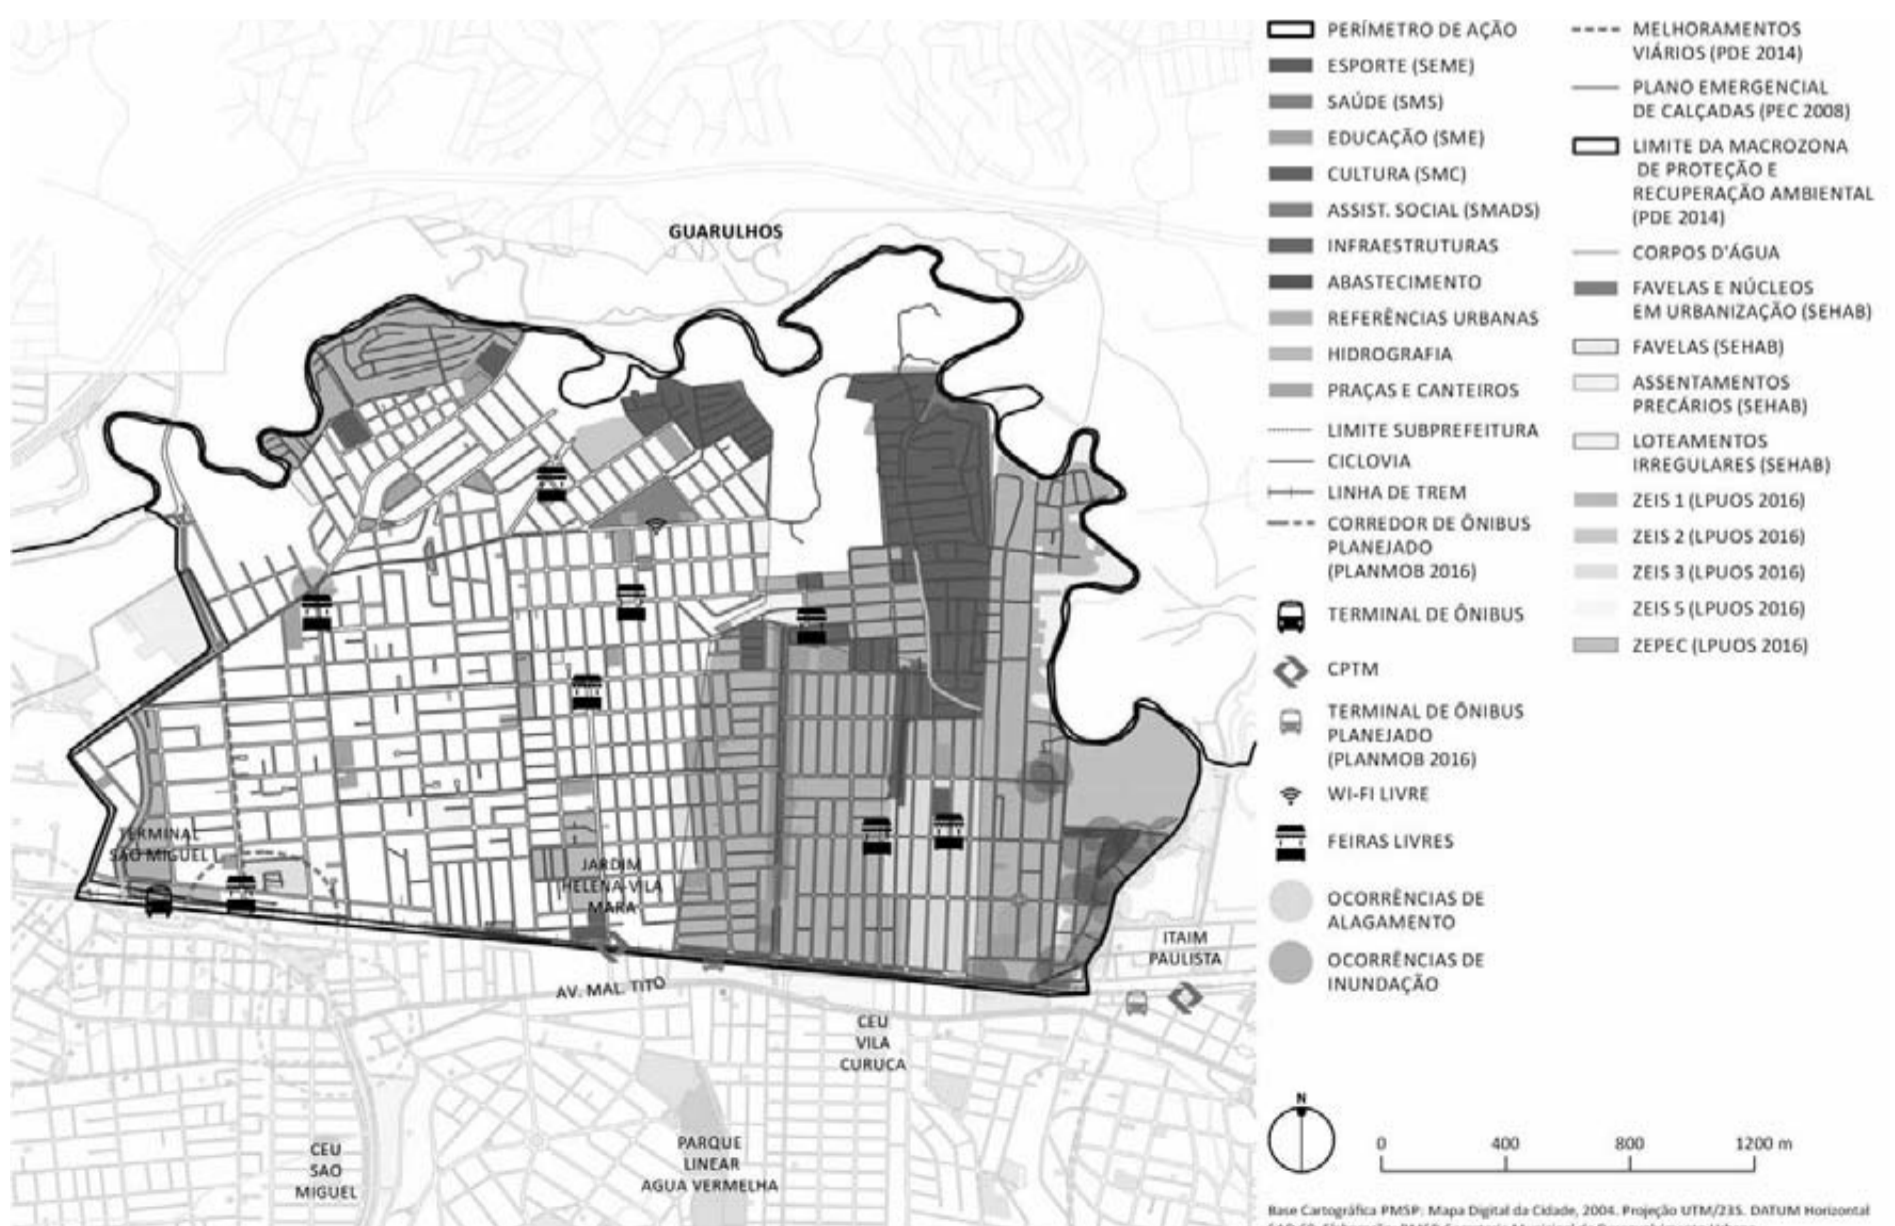 GUARULHOS
TERMINAL
SÃO MIGUEL
JARDIM
HELENA-VILA
MARA
AV. MAL. TITO
ITAIM
PAULISTA
CEU
VILA
CURUCA
CEU
SAO
MIGUEL
PARQUE
LINEAR
AGUA VERMELHA
PERÍMETRO DE AÇÃO
ESPORTE (SEME)
SAÚDE (SMS)
EDUCAÇÃO (SME)
CULTURA (SMC)
ASSIST. SOCIAL (SMADS)
INFRAESTRUTURAS
ABASTECIMENTO
REFERÊNCIAS URBANAS
HIDROGRAFIA
PRAÇAS E CANTEIROS
LIMITE SUBPREFEITURA
CICLOVIA
LINHA DE TREM
CORREDOR DE ÔNIBUS
PLANEJADO
(PLANMOB 2016)
TERMINAL DE ÔNIBUS
CPTM
TERMINAL DE ÔNIBUS
PLANEJADO
(PLANMOB 2016)
WI-FI LIVRE
FEIRAS LIVRES
OCORRÊNCIAS DE
ALAGAMENTO
OCORRÊNCIAS DE
INUNDAÇÃO
MELHORAMENTOS
VIÁRIOS (PDE 2014)
PLANO EMERGENCIAL
DE CALÇADAS (PEC 2008)
LIMITE DA MACROZONA
DE PROTEÇÃO E
RECUPERAÇÃO AMBIENTAL
(PDE 2014)
CORPOS D'ÁGUA
FAVELAS E NÚCLEOS
EM URBANIZAÇÃO (SEHAB)
FAVELAS (SEHAB)
ASSENTAMENTOS
PRECÁRIOS (SEHAB)
LOTEAMENTOS
IRREGULARES (SEHAB)
ZEIS 1 (LPUOS 2016)
ZEIS 2 (LPUOS 2016)
ZEIS 3 (LPUOS 2016)
ZEIS 5 (LPUOS 2016)
ZEPEC (LPUOS 2016)
N
0 400 800 1200 m
Base Cartográfica PMSP: Mapa Digital da Cidade, 2004. Projeção UTM/23S. DATUM Horizontal